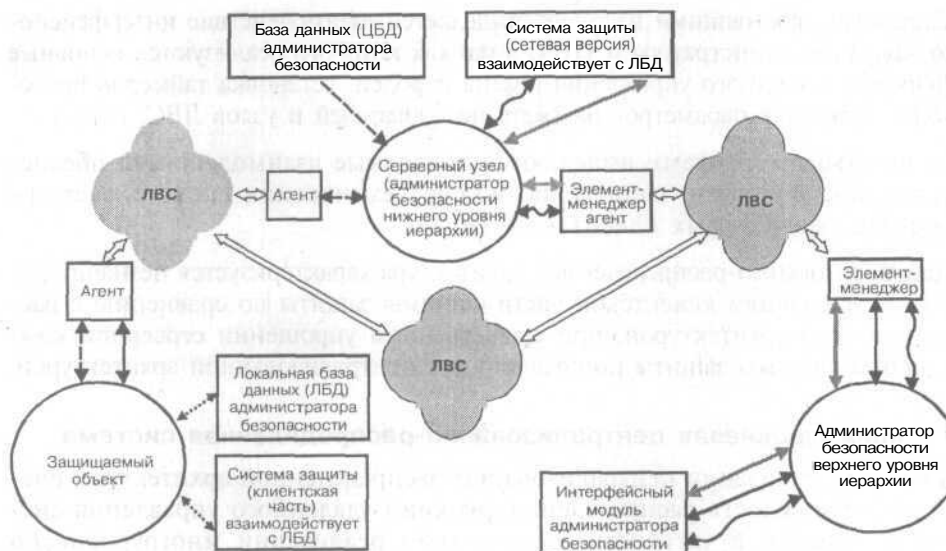 База данных (ЦБД)
администратора
безопасности
Система защиты
(сетевая версия)
взаимодействует с ЛБД
ЛВС
Агент
Серверный узел
(администратор
безопасности
нижнего уровня
иерархии)
Элемент-
менеджер
агент
ЛВС
Агент
Элемент-
менеджер
ЛВС
Локальная база
данных (ЛБД)
администратора
безопасности
Защищаемый
объект
Система защиты
(клиентская
часть)
взаимодействует
с ЛБД
Администратор
безопасности
верхнего уровня
иерархии
Интерфейсный
модуль
администратора
безопасности